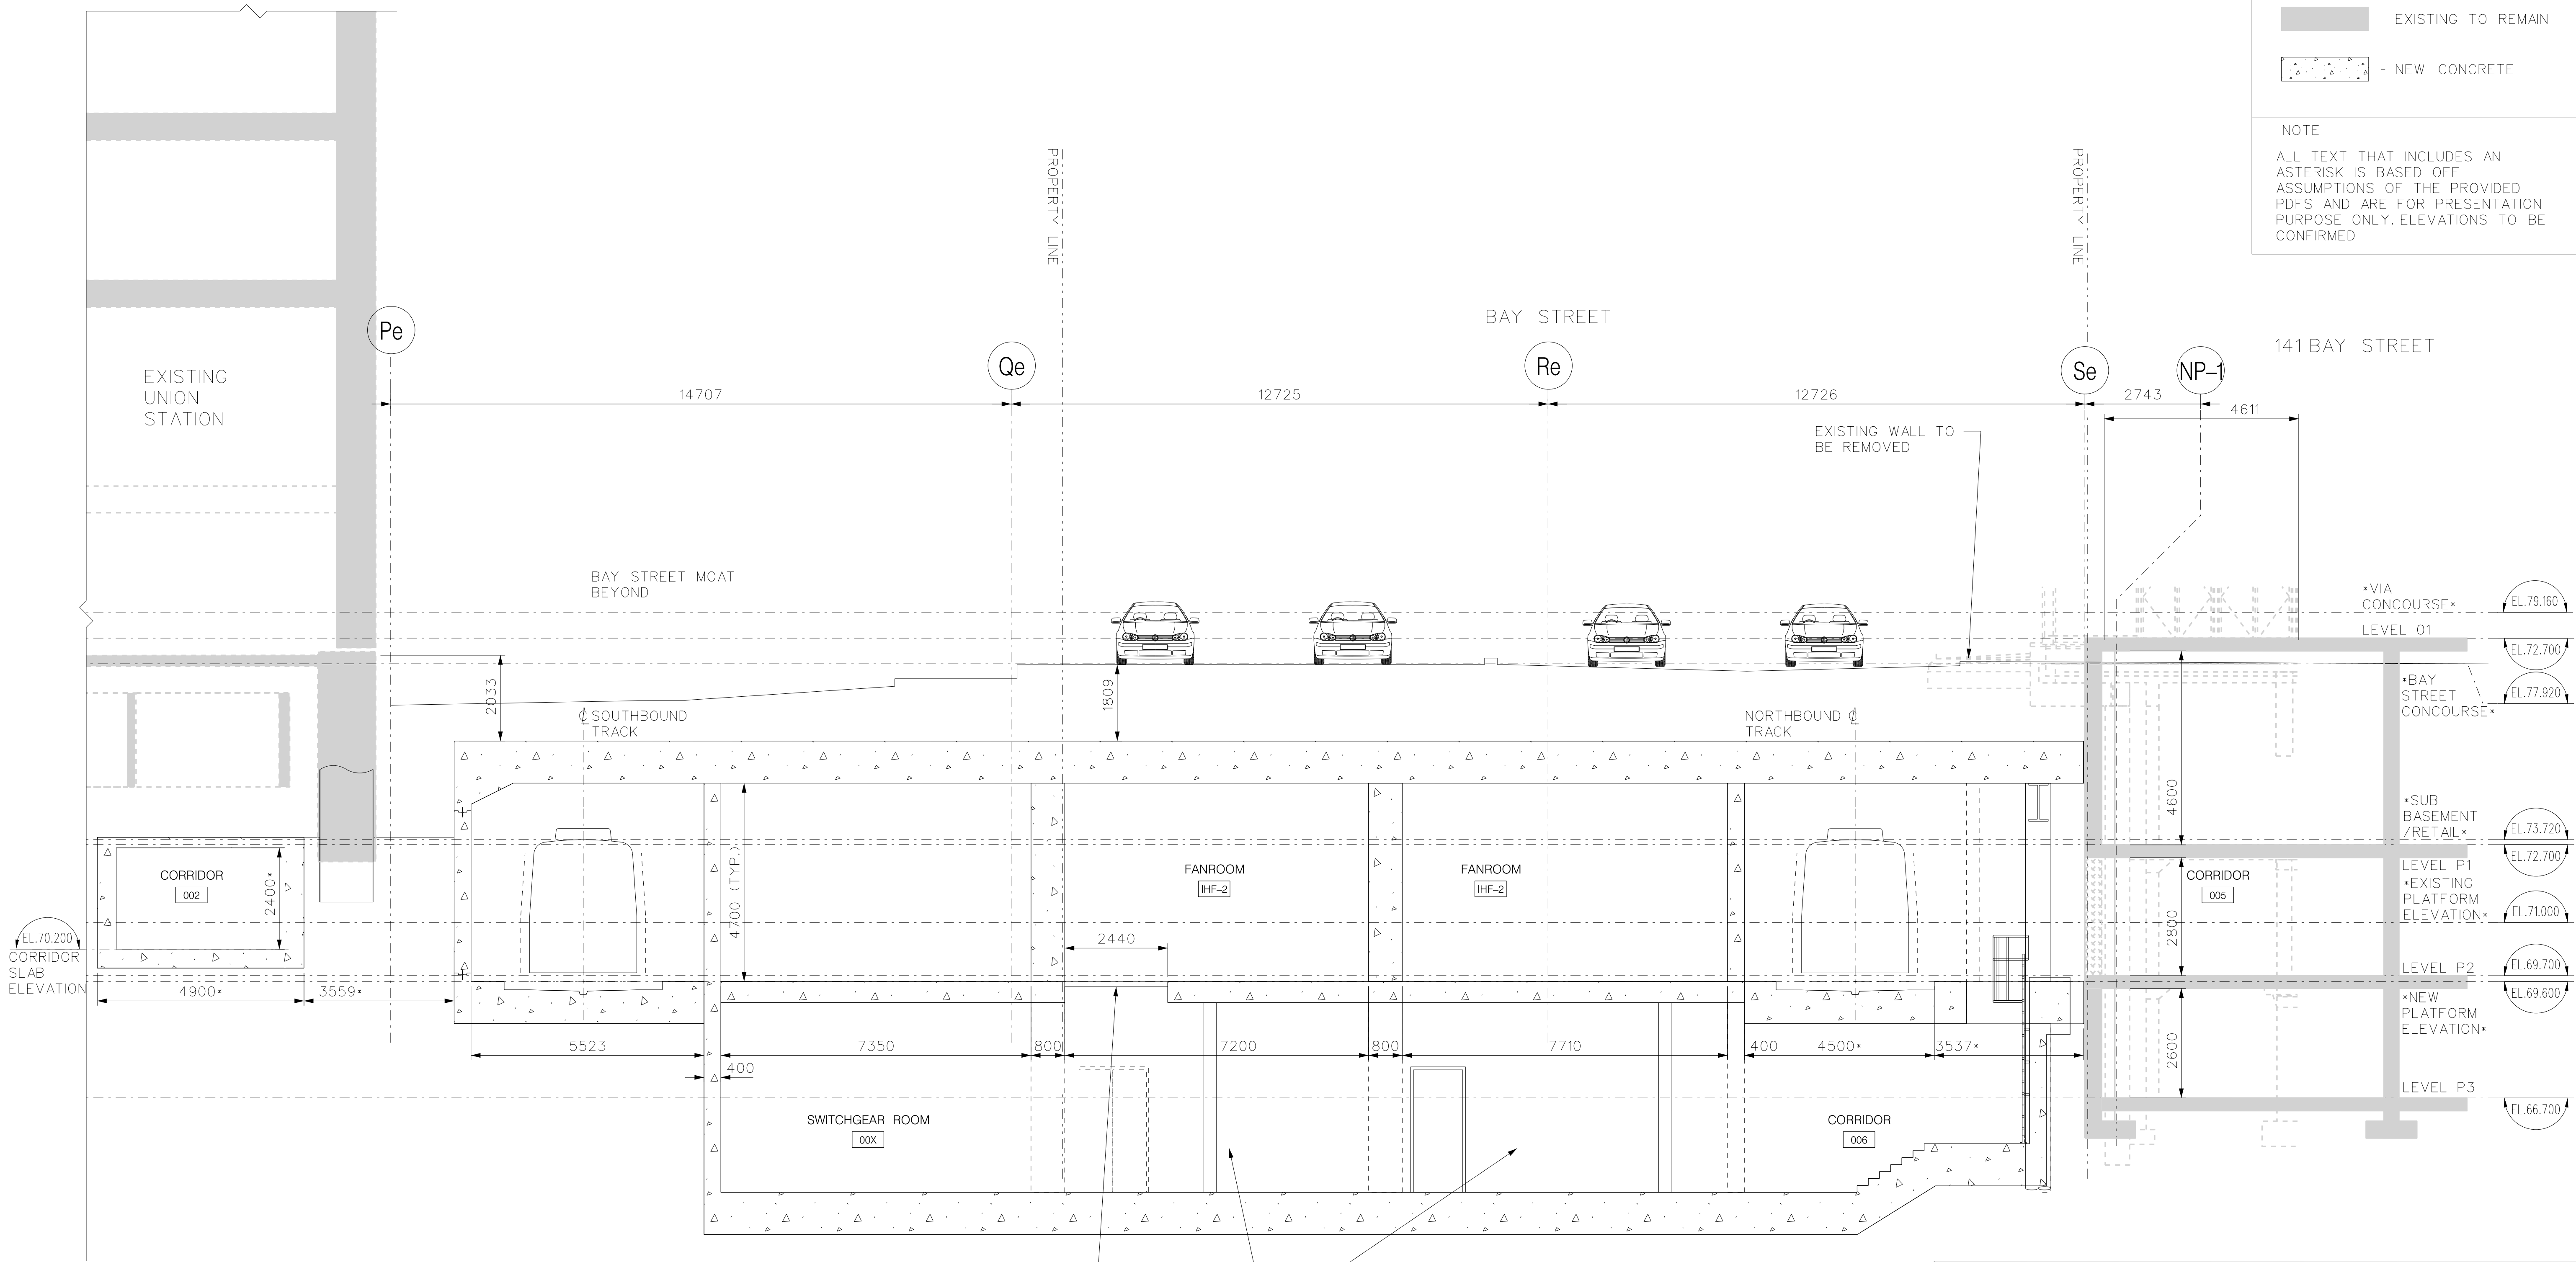 - EXISTING TO REMAIN
- NEW CONCRETE
NOTE
ALL TEXT THAT INCLUDES AN
ASTERISK IS BASED OFF
ASSUMPTIONS OF THE PROVIDED
PDFS AND ARE FOR PRESENTATION
PURPOSE ONLY. ELEVATIONS TO BE
CONFIRMED
PROPERTY LINE
PROPERTY LINE
BAY STREET
141 BAY STREET
EXISTING
UNION
STATION
Pe
Qe
Re
Se
NP-1
14707
12725
12726
2743
4611
EXISTING WALL TO
BE REMOVED
BAY STREET MOAT
BEYOND
*VIA
CONCOURSE*
EL.79.160
LEVEL 01
EL.72.700
*BAY
STREET
CONCOURSE*
EL.77.920
2033
1809
℄ SOUTHBOUND
TRACK
NORTHBOUND ℄
TRACK
4600
*SUB
BASEMENT
/RETAIL*
EL.73.720
EL.72.700
LEVEL P1
*EXISTING
PLATFORM
ELEVATION*
EL.71.000
CORRIDOR
002
2400*
4700 (TYP.)
FANROOM
IHF-2
FANROOM
IHF-2
CORRIDOR
005
2800
2440
EL.70.200
CORRIDOR
SLAB
ELEVATION
LEVEL P2
EL.69.700
EL.69.600
*NEW
PLATFORM
ELEVATION*
4900*
3559*
5523
7350
800
7200
800
7710
400
4500*
3537*
400
2600
LEVEL P3
EL.66.700
SWITCHGEAR ROOM
00X
CORRIDOR
006